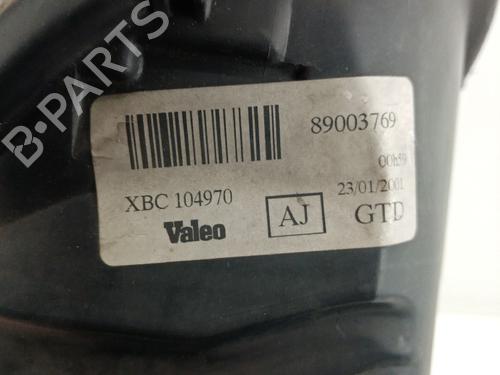 89003769
00h59
XBC 104970
23/01/2001
Valeo
AJ
GTD
B-PARTS